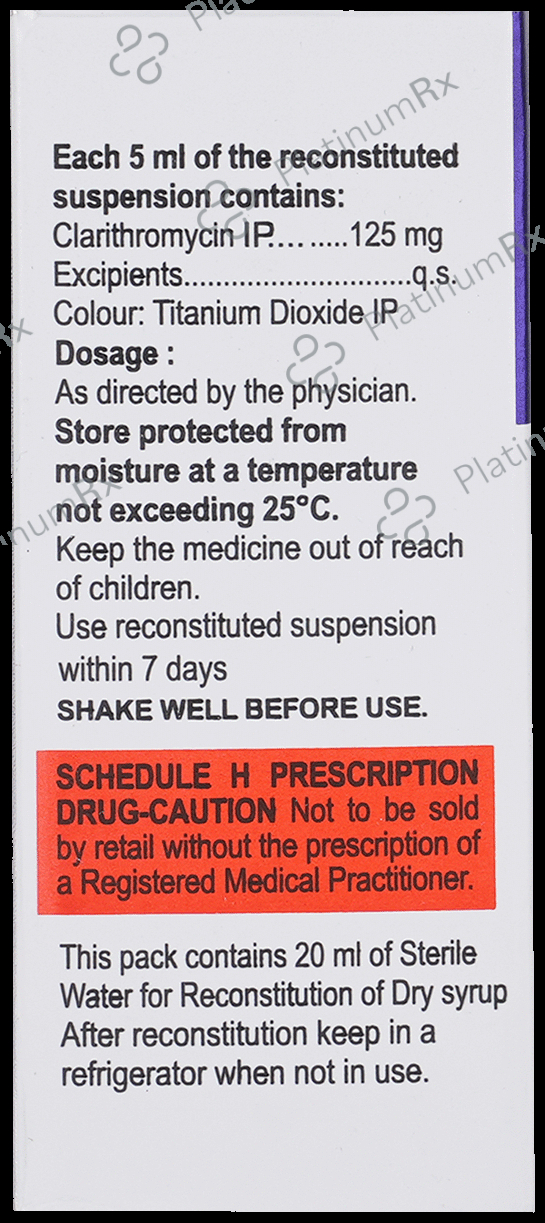 Each 5 ml of the reconstituted
suspension contains:
Clarithromycin IP.... .....125 mg
Excipients.............................q.s.
Colour: Titanium Dioxide IP
Dosage :
As directed by the physician.
Store protected from
moisture at a temperature
not exceeding 25°C.
Keep the medicine out of reach
of children.
Use reconstituted suspension
within 7 days
SHAKE WELL BEFORE USE.
SCHEDULE H PRESCRIPTION
DRUG-CAUTION Not to be sold
by retail without the prescription of
a Registered Medical Practitioner.
This pack contains 20 ml of Sterile
Water for Reconstitution of Dry syrup
After reconstitution keep in a
refrigerator when not in use.
PlatinumRx
PlatinumRx